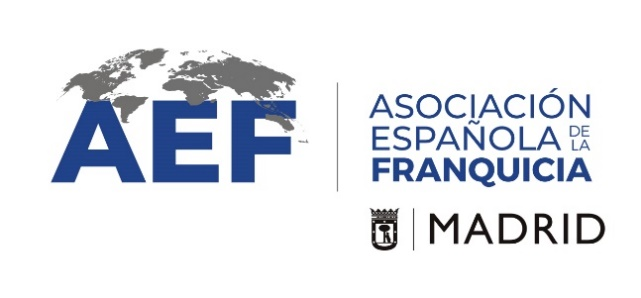 AEF
ASOCIACIÓN
ESPAÑOLA DE LA
FRANQUICIA
MADRID